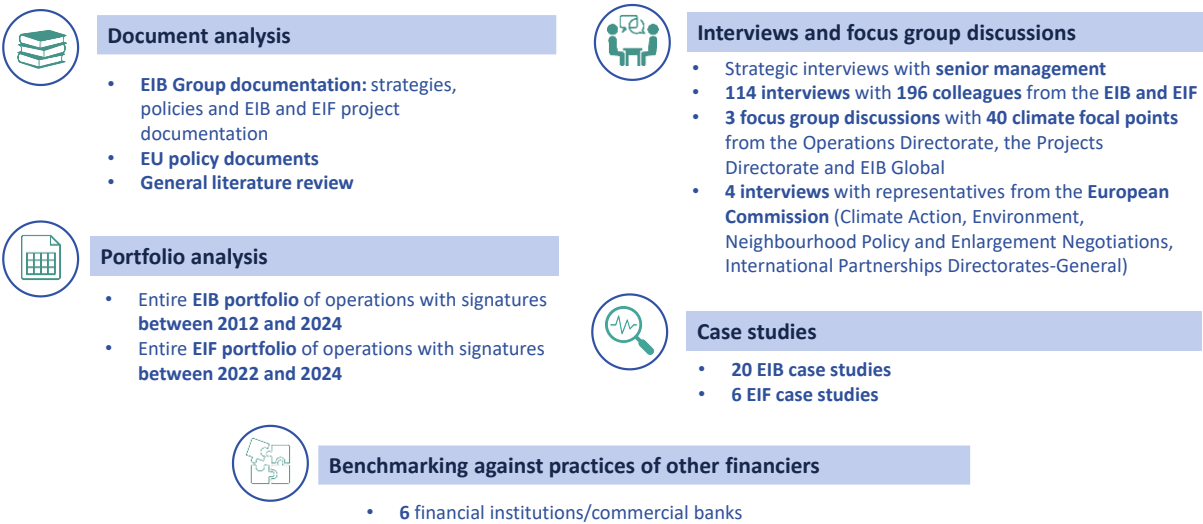 Document analysis
• EIB Group documentation: strategies,
policies and EIB and EIF project
documentation
• EU policy documents
• General literature review
Portfolio analysis
• Entire EIB portfolio of operations with signatures
between 2012 and 2024
• Entire EIF portfolio of operations with signatures
between 2022 and 2024
Interviews and focus group discussions
• Strategic interviews with senior management
• 114 interviews with 196 colleagues from the EIB and EIF
• 3 focus group discussions with 40 climate focal points
from the Operations Directorate, the Projects
Directorate and EIB Global
• 4 interviews with representatives from the European
Commission (Climate Action, Environment,
Neighbourhood Policy and Enlargement Negotiations,
International Partnerships Directorates-General)
Case studies
• 20 EIB case studies
• 6 EIF case studies
Benchmarking against practices of other financiers
• 6 financial institutions/commercial banks